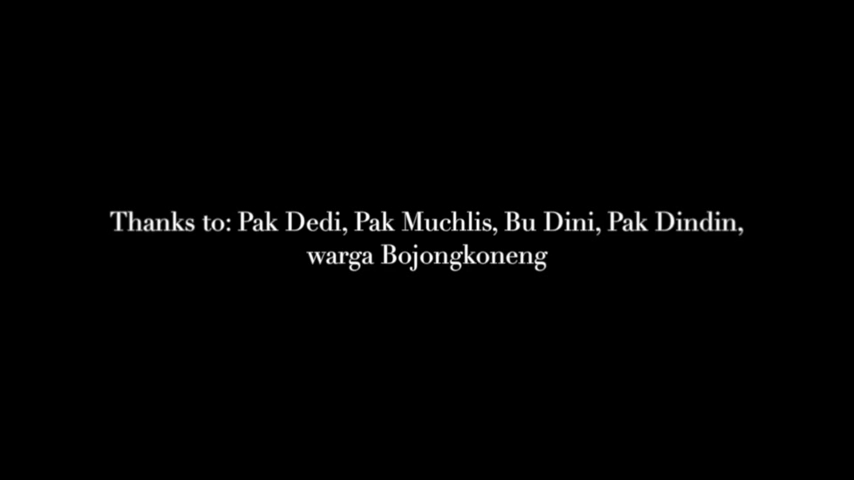 Thanks to: Pak Dedi, Pak Muchlis, Bu Dini, Pak Dindin,
warga Bojongkoneng